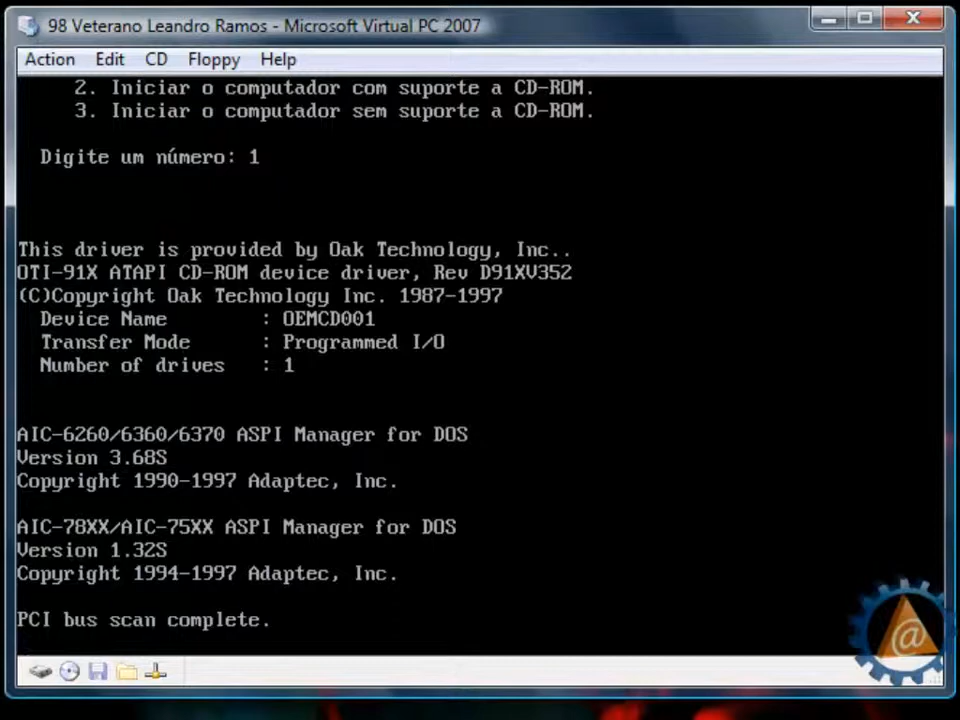 98 Veterano Leandro Ramos - Microsoft Virtual PC 2007
Action Edit CD Floppy Help
2. Iniciar o computador com suporte a CD-ROM.
3. Iniciar o computador sem suporte a CD-ROM.
Digite um número: 1
This driver is provided by Oak Technology, Inc..
OTI-91X ATAPI CD-ROM device driver, Rev D91XV352
(C)Copyright Oak Technology Inc. 1987-1997
Device Name : OEMCD001
Transfer Mode : Programmed I/O
Number of drives : 1
AIC-6260/6360/6370 ASPI Manager for DOS
Version 3.68S
Copyright 1990-1997 Adaptec, Inc.
AIC-78XX/AIC-75XX ASPI Manager for DOS
Version 1.32S
Copyright 1994-1997 Adaptec, Inc.
PCI bus scan complete.
@